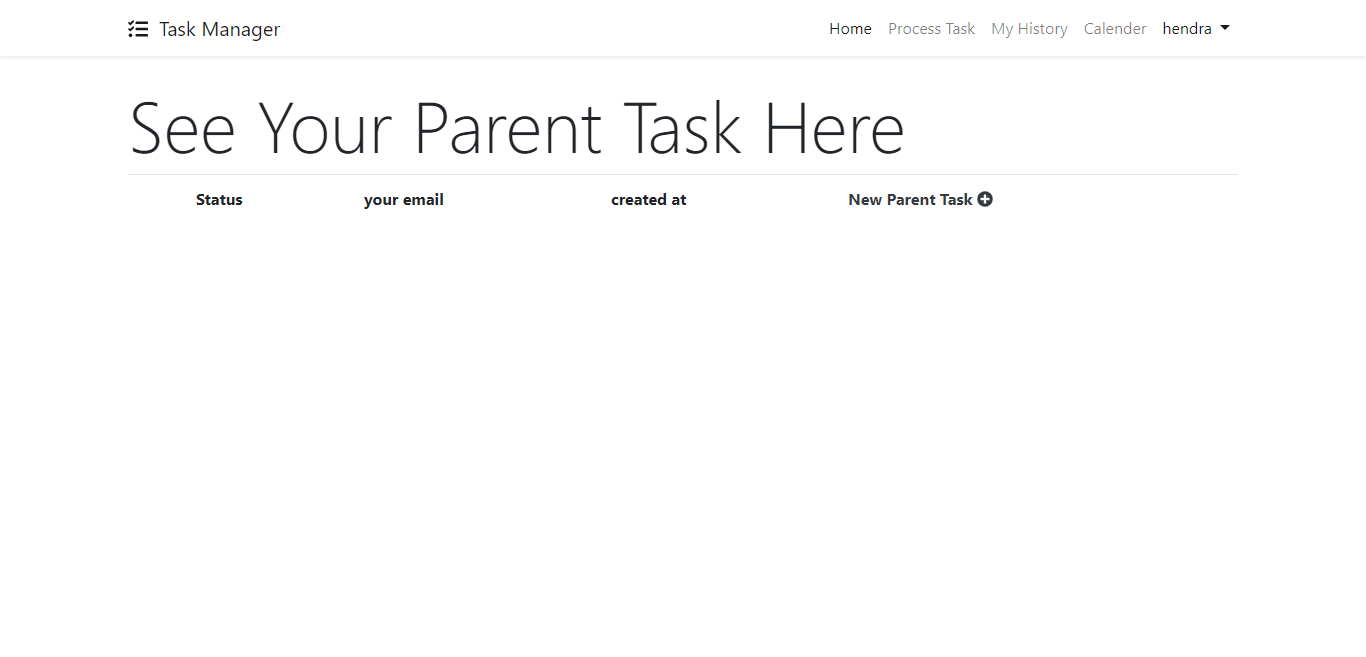 Task Manager Home Process Task My History Calender hendra
See Your Parent Task Here
Status your email created at New Parent Task